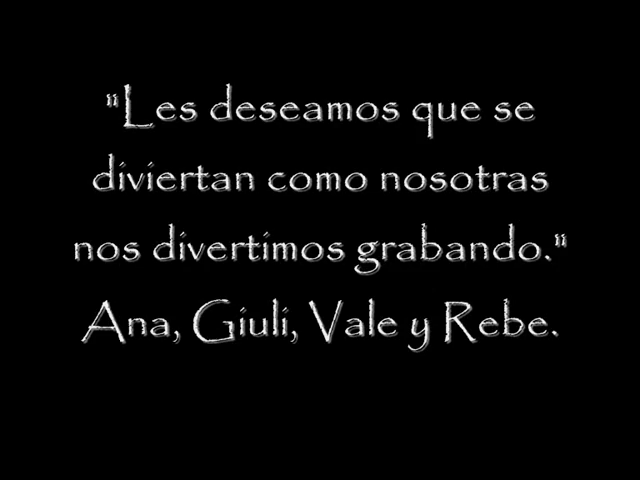 "Les deseamos que se
diviertan como nosotras
nos divertimos grabando."
Ana, Giuli, Vale y Rebe.